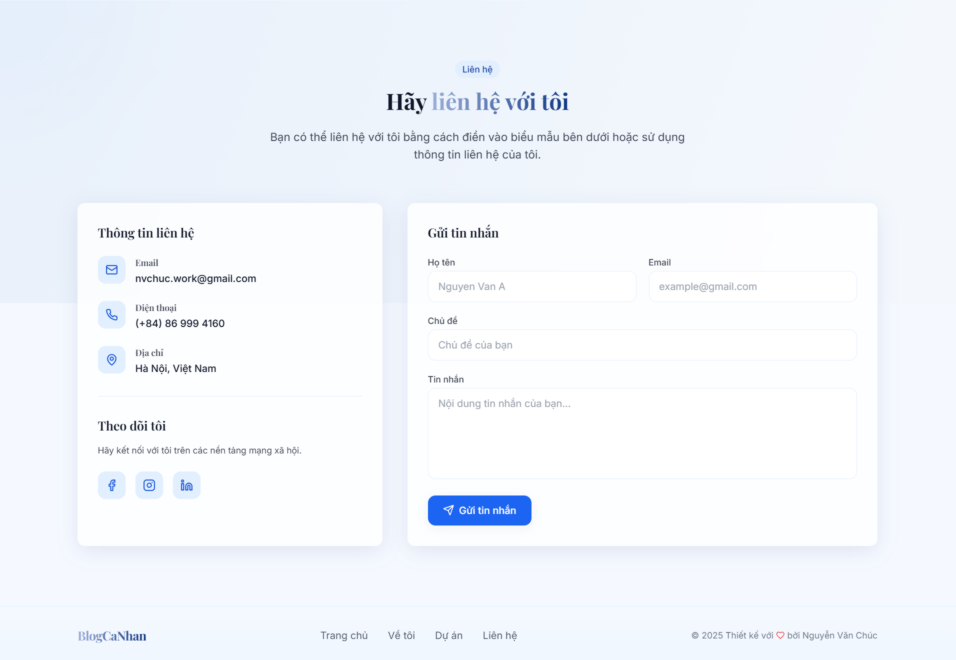 Liên hệ
Hãy liên hệ với tôi
Bạn có thể liên hệ với tôi bằng cách điền vào biểu mẫu bên dưới hoặc sử dụng
thông tin liên hệ của tôi.
Thông tin liên hệ
Email
nvchuc.work@gmail.com
Điện thoại
(+84) 86 999 4160
Địa chỉ
Hà Nội, Việt Nam
Theo dõi tôi
Hãy kết nối với tôi trên các nền tảng mạng xã hội.
Gửi tin nhắn
Họ tên
Nguyen Van A
Email
example@gmail.com
Chủ đề
Chủ đề của bạn
Tin nhắn
Nội dung tin nhắn của bạn...
Gửi tin nhắn
BlogCaNhan
Trang chủ
Về tôi
Dự án
Liên hệ
© 2025 Thiết kế với bởi Nguyễn Văn Chúc